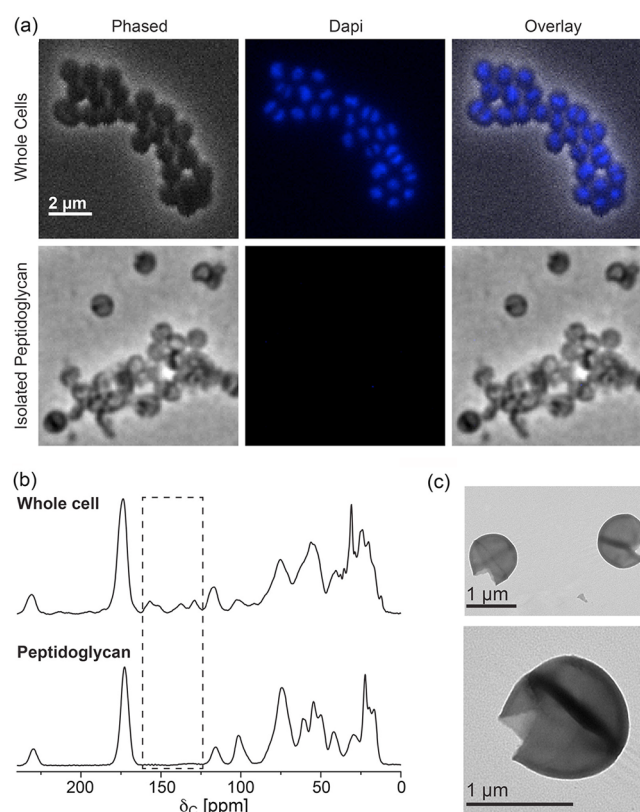 (a)
Phased Dapi Overlay
Whole Cells
2 µm
Isolated Peptidoglycan
(b)
Whole cell
Peptidoglycan
200 150 100 50 0
δC [ppm]
(c)
1 µm
1 µm